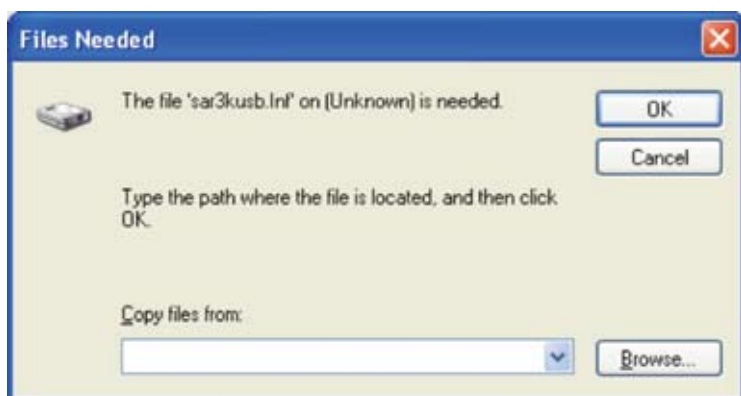 Files Needed
The file 'sar3kusb.Inf' on (Unknown) is needed.
OK
Cancel
Type the path where the file is located, and then click
OK.
Copy files from:
Browse...